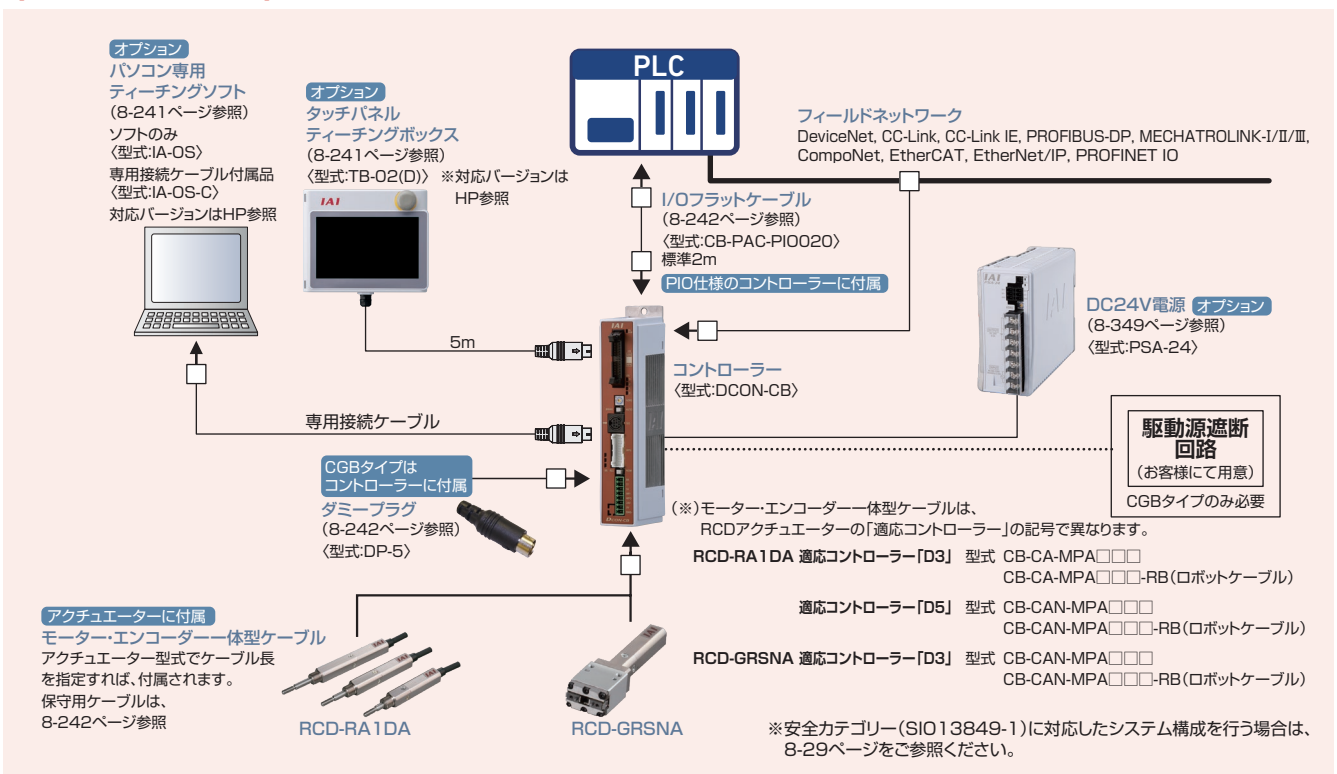 オプション
パソコン専用
ティーチングソフト
(8-241ページ参照)
ソフトのみ
〈型式:IA-OS〉
専用接続ケーブル付属品
〈型式:IA-OS-C〉
対応バージョンはHP参照
オプション
タッチパネル
ティーチングボックス
(8-241ページ参照)
〈型式:TB-02(D)〉 ※対応バージョンは
HP参照
IAI
PLC
フィールドネットワーク
DeviceNet, CC-Link, CC-Link IE, PROFIBUS-DP, MECHATROLINK-I/II/III,
CompoNet, EtherCAT, EtherNet/IP, PROFINET IO
I/Oフラットケーブル
(8-242ページ参照)
〈型式:CB-PAC-PIO020〉
標準2m
PIO仕様のコントローラーに付属
IAI
DC24V電源 オプション
(8-349ページ参照)
〈型式:PSA-24〉
5m
IAI
コントローラー
〈型式:DCON-CB〉
専用接続ケーブル
駆動源遮断
回路
(お客様にて用意)
CGBタイプのみ必要
CGBタイプは
コントローラーに付属
ダミープラグ
(8-242ページ参照)
〈型式:DP-5〉
DCON-CB
(※)モーター・エンコーダー一体型ケーブルは、
RCDアクチュエーターの「適応コントローラー」の記号で異なります。
RCD-RA1DA 適応コントローラー「D3」 型式 CB-CA-MPA□□□
CB-CA-MPA□□□-RB(ロボットケーブル)
適応コントローラー「D5」 型式 CB-CAN-MPA□□□
CB-CAN-MPA□□□-RB(ロボットケーブル)
RCD-GRSNA 適応コントローラー「D3」 型式 CB-CAN-MPA□□□
CB-CAN-MPA□□□-RB(ロボットケーブル)
アクチュエーターに付属
モーター・エンコーダー一体型ケーブル
アクチュエーター型式でケーブル長
を指定すれば、付属されます。
保守用ケーブルは、
8-242ページ参照
IAI
RCD-RA1DA
RCD-GRSNA
※安全カテゴリー(SIO13849-1)に対応したシステム構成を行う場合は、
8-29ページをご参照ください。